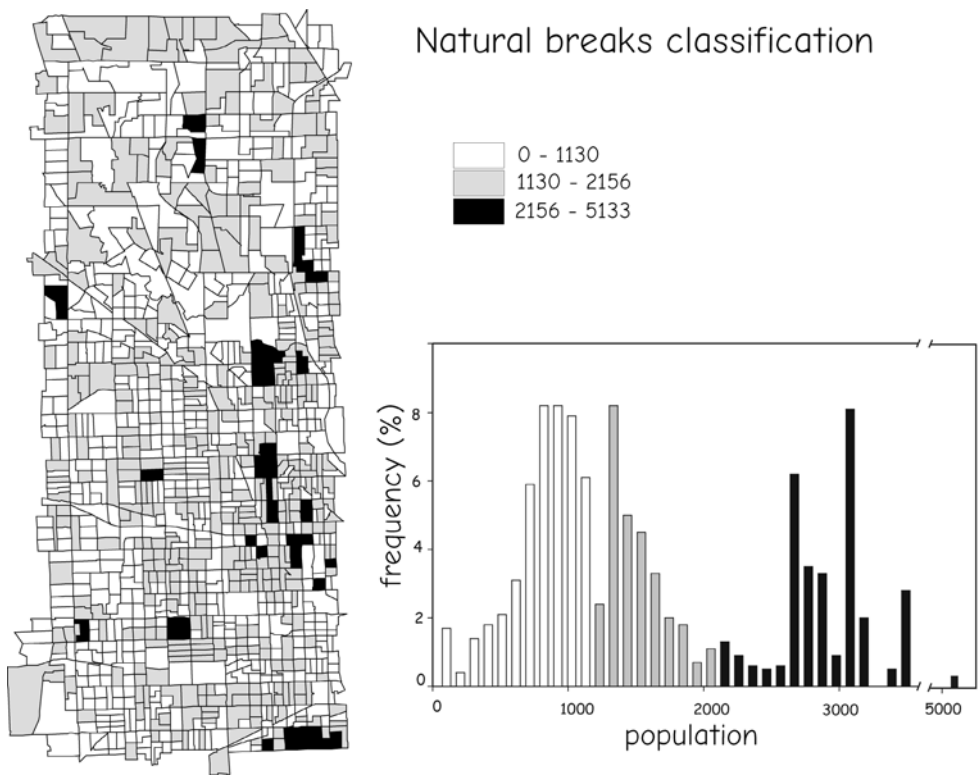 Natural breaks classification
0 - 1130
1130 - 2156
2156 - 5133
frequency (%)
8
6
4
2
0
0
1000
2000
3000
5000
population